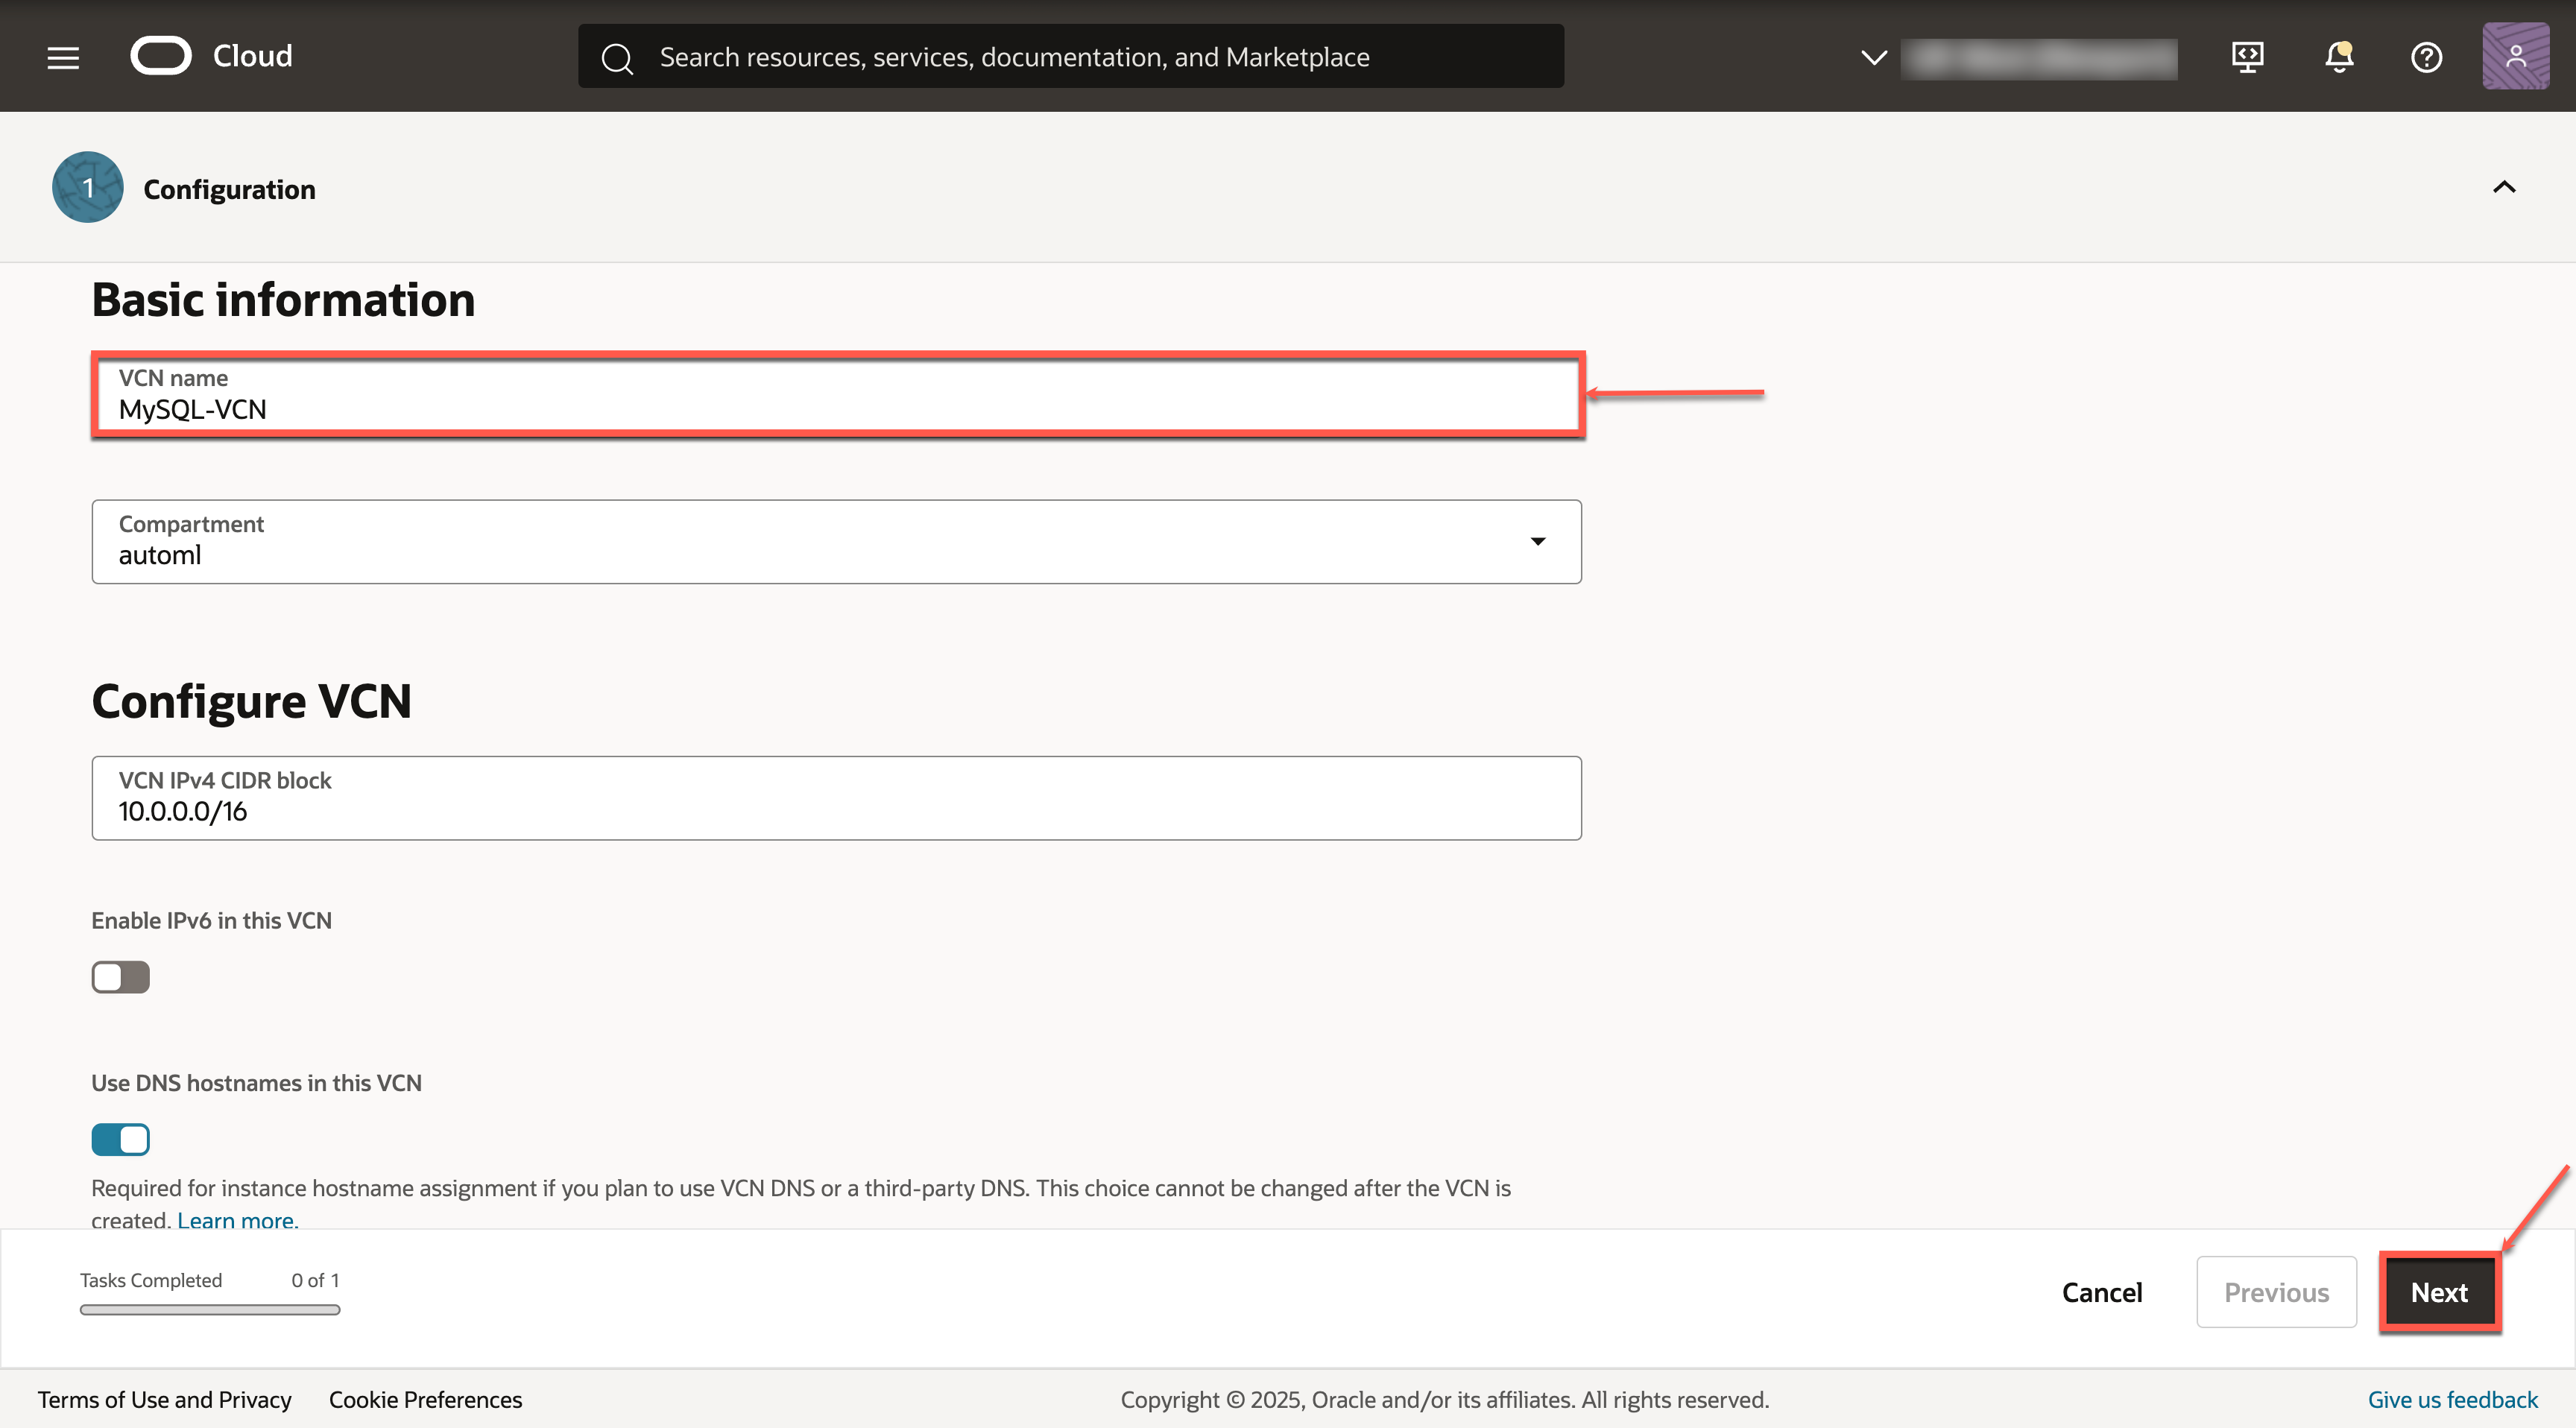 Cloud
Search resources, services, documentation, and Marketplace
1
Configuration
Basic information
VCN name
MySQL-VCN
Compartment
automl
Configure VCN
VCN IPv4 CIDR block
10.0.0.0/16
Enable IPv6 in this VCN
Use DNS hostnames in this VCN
Required for instance hostname assignment if you plan to use VCN DNS or a third-party DNS. This choice cannot be changed after the VCN is
created. Learn more.
Tasks Completed 0 of 1
Cancel
Previous
Next
Terms of Use and Privacy
Cookie Preferences
Copyright © 2025, Oracle and/or its affiliates. All rights reserved.
Give us feedback